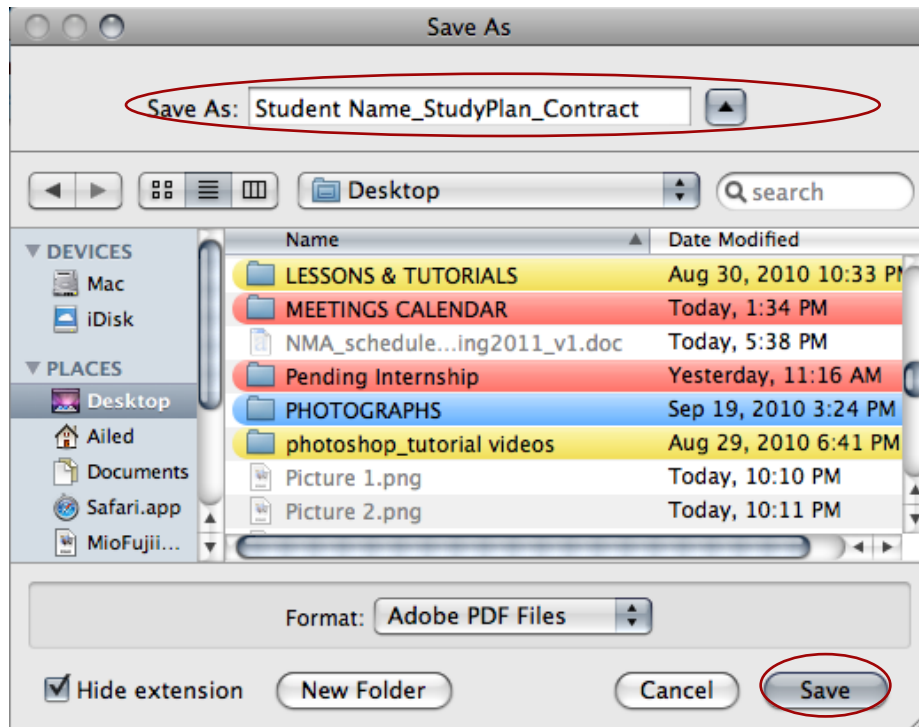 Save As
Save As: Student Name_StudyPlan_Contract
Desktop search
Name Date Modified
DEVICES
Mac
iDisk
PLACES
Desktop
Ailed
Documents
Safari.app
MioFujii...
LESSONS & TUTORIALS Aug 30, 2010 10:33 PM
MEETINGS CALENDAR Today, 1:34 PM
NMA_schedule...ing2011_v1.doc Today, 5:38 PM
Pending Internship Yesterday, 11:16 AM
PHOTOGRAPHS Sep 19, 2010 3:24 PM
photoshop_tutorial videos Aug 29, 2010 6:41 PM
Picture 1.png Today, 10:10 PM
Picture 2.png Today, 10:11 PM
Format: Adobe PDF Files
Hide extension New Folder Cancel Save